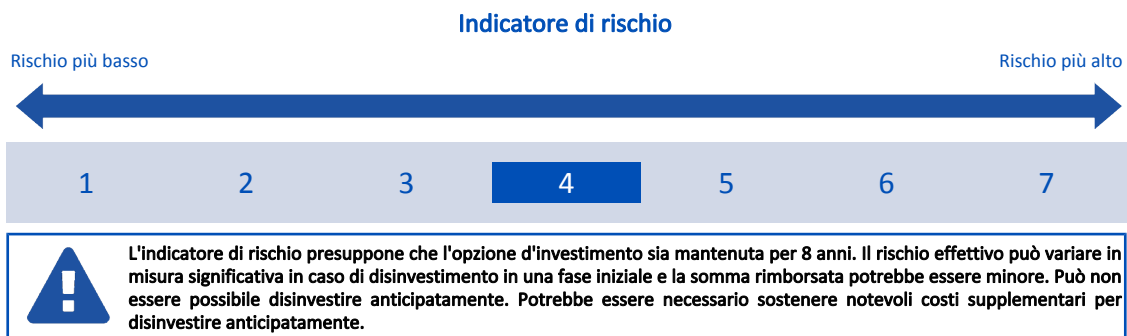 Indicatore di rischio
Rischio più basso
Rischio più alto
1 2 3 4 5 6 7
L'indicatore di rischio presuppone che l'opzione d'investimento sia mantenuta per 8 anni. Il rischio effettivo può variare in
misura significativa in caso di disinvestimento in una fase iniziale e la somma rimborsata potrebbe essere minore. Può non
essere possibile disinvestire anticipatamente. Potrebbe essere necessario sostenere notevoli costi supplementari per
disinvestire anticipatamente.